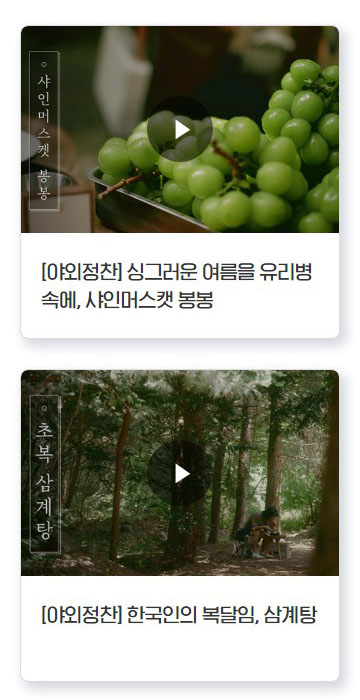 샤인머스켓 봉봉
[야외정찬] 싱그러운 여름을 유리병
속에, 샤인머스캣 봉봉
초복 삼계탕
[야외정찬] 한국인의 복달임, 삼계탕